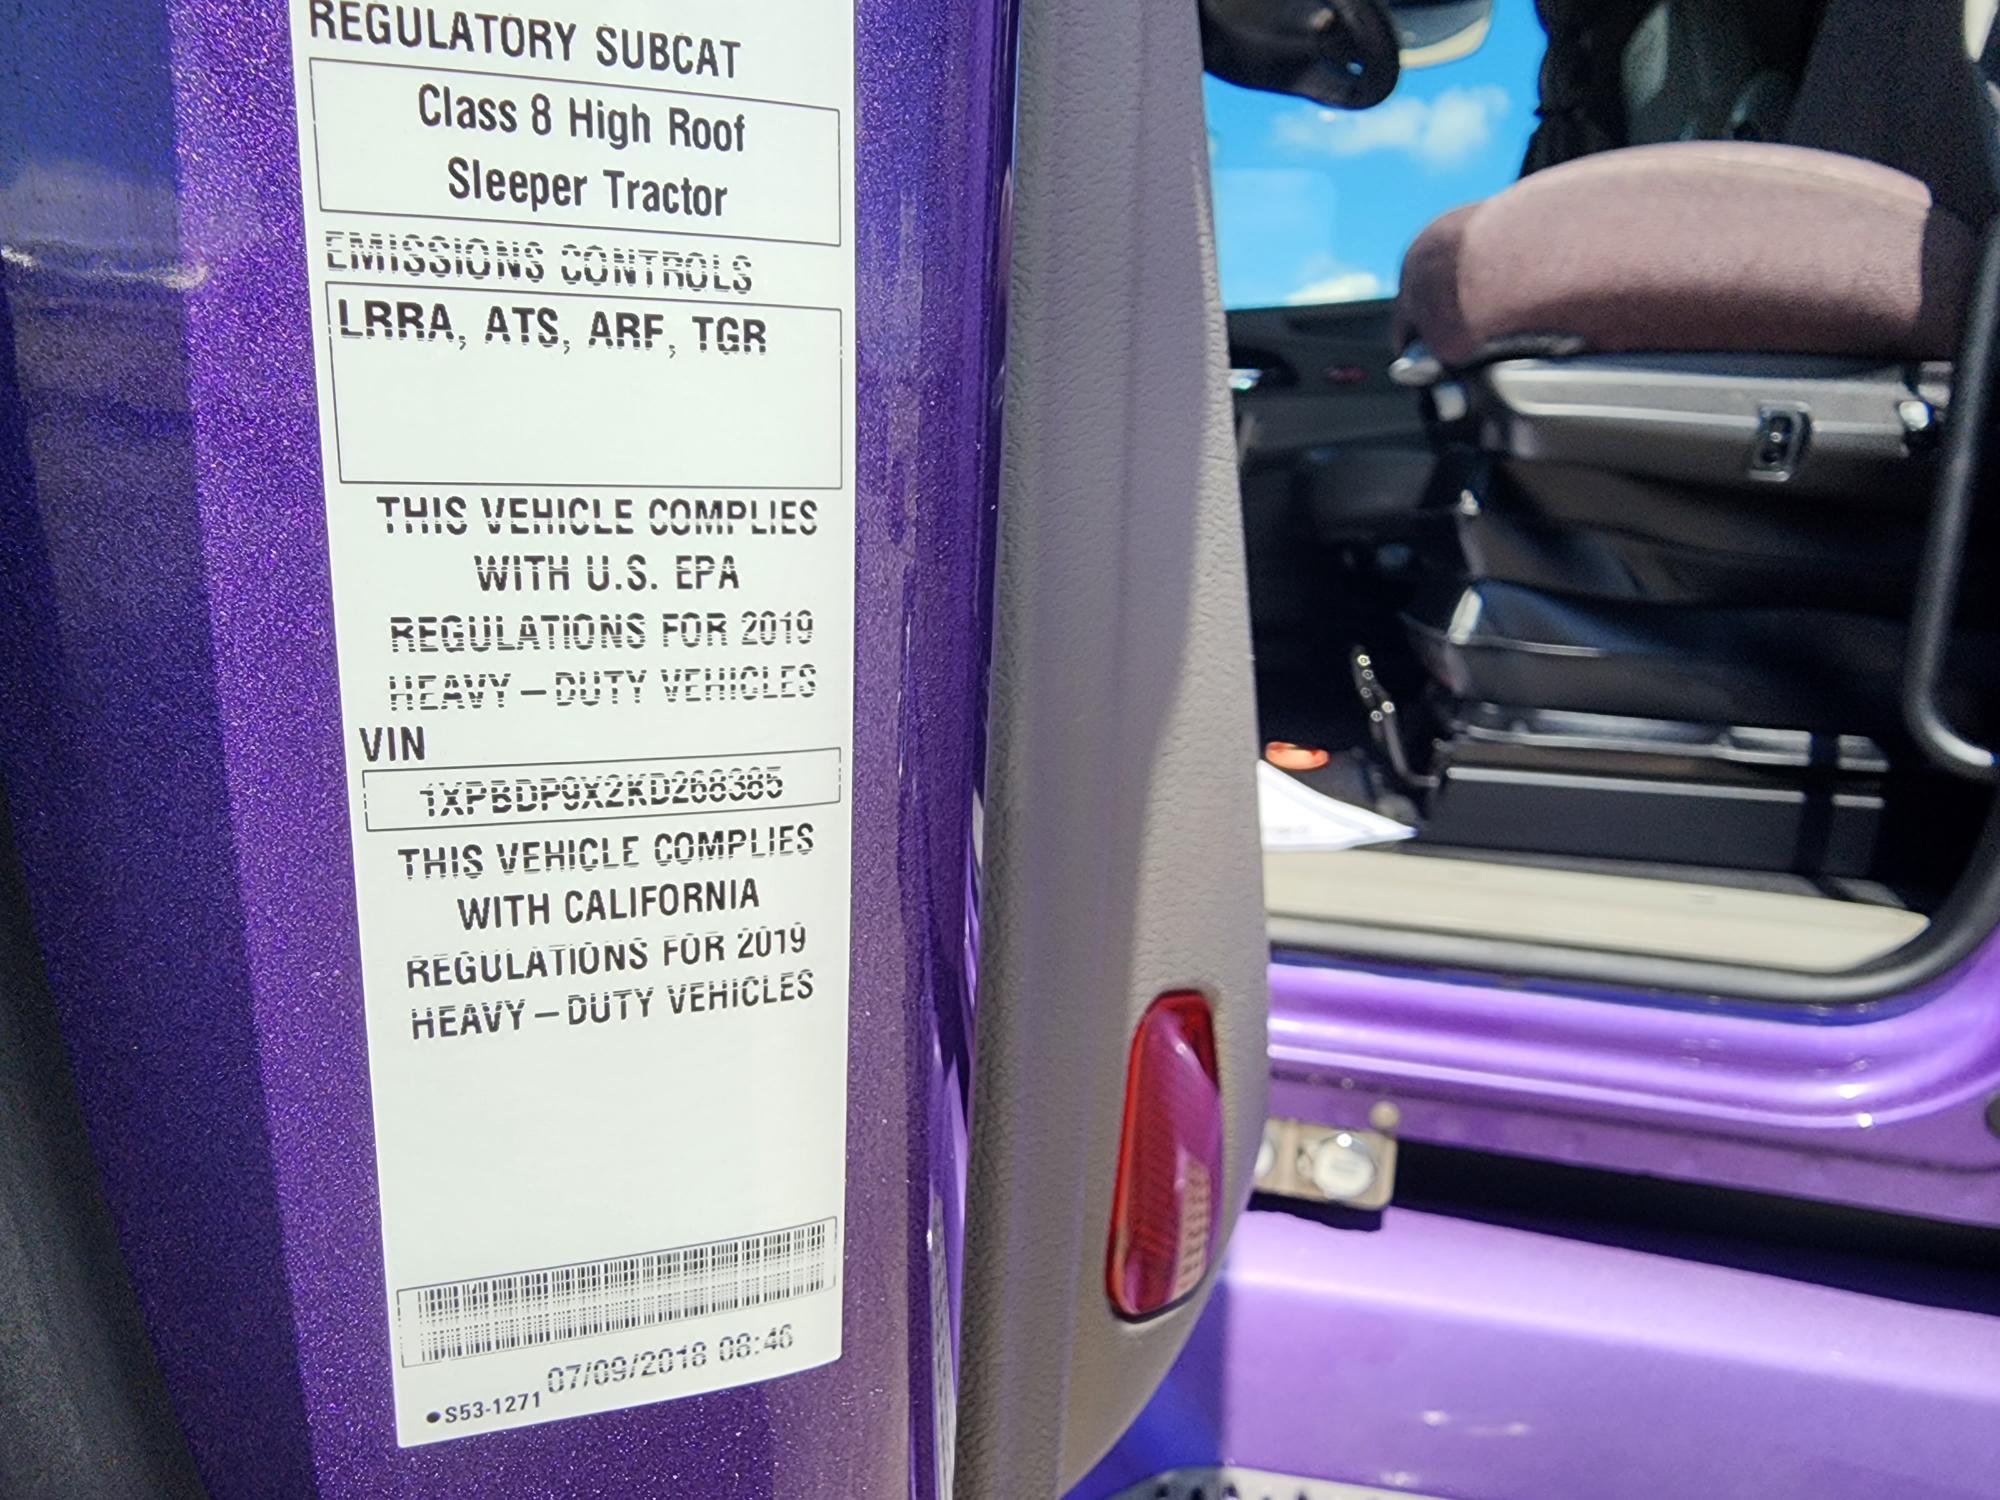 REGULATORY SUBCAT
Class 8 High Roof
Sleeper Tractor
EMISSIONS CONTROLS
LRRA, ATS, ARF, TGR
THIS VEHICLE COMPLIES
WITH U.S. EPA
REGULATIONS FOR 2019
HEAVY—DUTY VEHICLES
VIN
1XPBDP9X2KD268385
THIS VEHICLE COMPLIES
WITH CALIFORNIA
REGULATIONS FOR 2019
HEAVY—DUTY VEHICLES
07/09/2018 08:46
●S53-1271